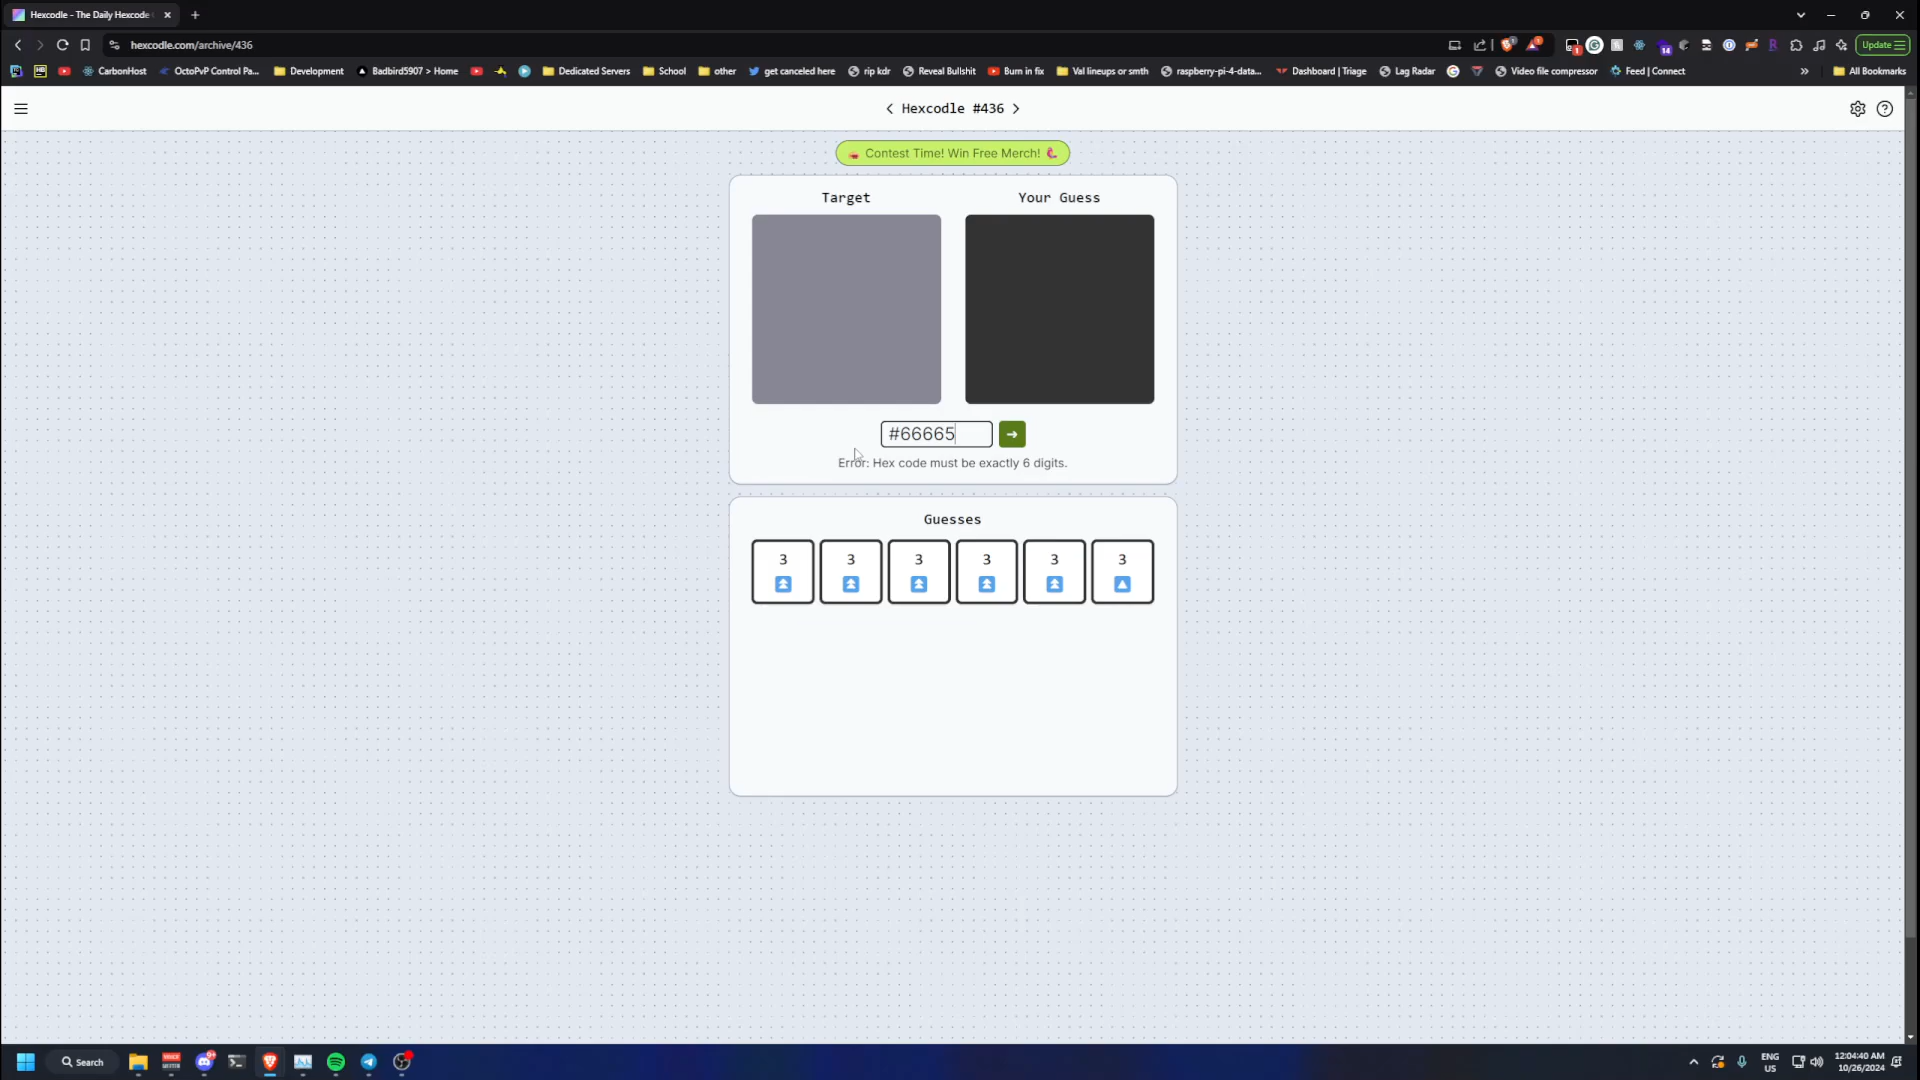 Hexcodle - The Daily Hexcode
hexcodle.com/archive/436
Update
CarbonHost
OctoPvP Control Pa...
Development
Badbird5907 > Home
Dedicated Servers
School
other
get canceled here
rip kdr
Reveal Bullshit
Burn in fix
Val lineups or smth
raspberry-pi-4-data...
Dashboard | Triage
Lag Radar
Video file compressor
Feed | Connect
All Bookmarks
Hexcodle #436
Contest Time! Win Free Merch!
Target
Your Guess
#66665
Error: Hex code must be exactly 6 digits.
Guesses
3 3 3 3 3 3
Search
ENG
US
12:04:40 AM
10/26/2024